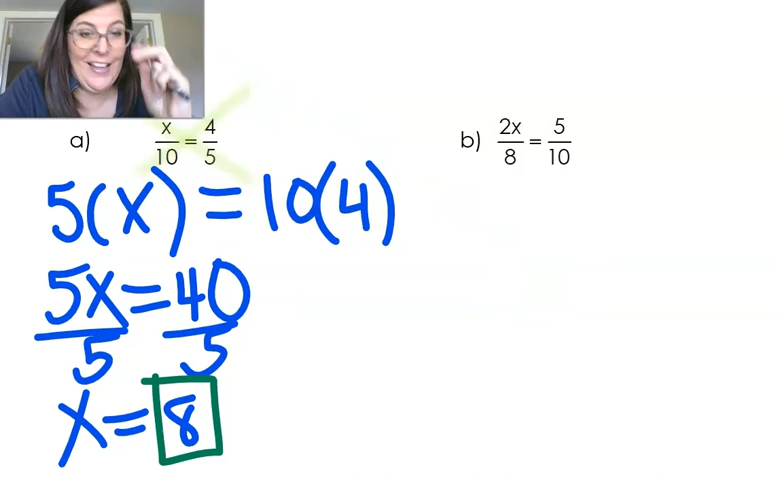 a) x/10 = 4/5
5(x) = 10(4)
5x/5 = 40/5
x = 8
b) 2x/8 = 5/10